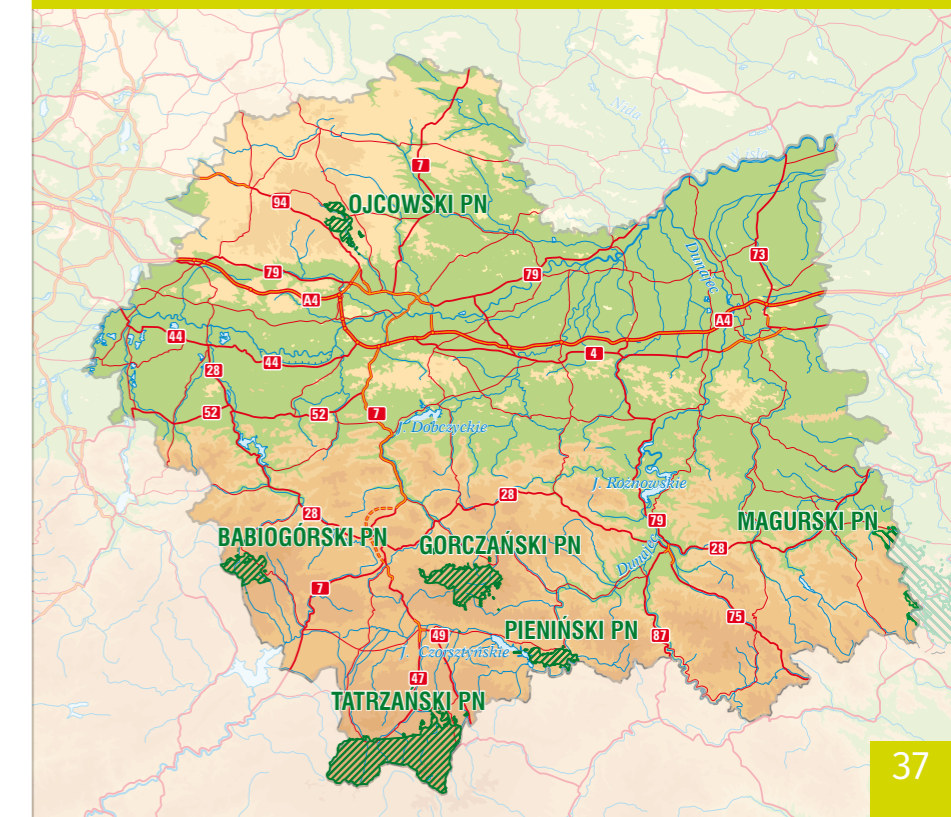 Nida
Wisła
7
94
OJCOWSKI PN
73
Dunajec
79
79
A4
A4
44
4
44
28
52
52
7
J. Dobczyckie
J. Rożnowskie
28
28
79
MAGURSKI PN
BABIOGÓRSKI PN
GORCZAŃSKI PN
28
Dunajec
7
75
PIENIŃSKI PN
49
87
J. Czorsztyńskie
47
TATRZAŃSKI PN
37